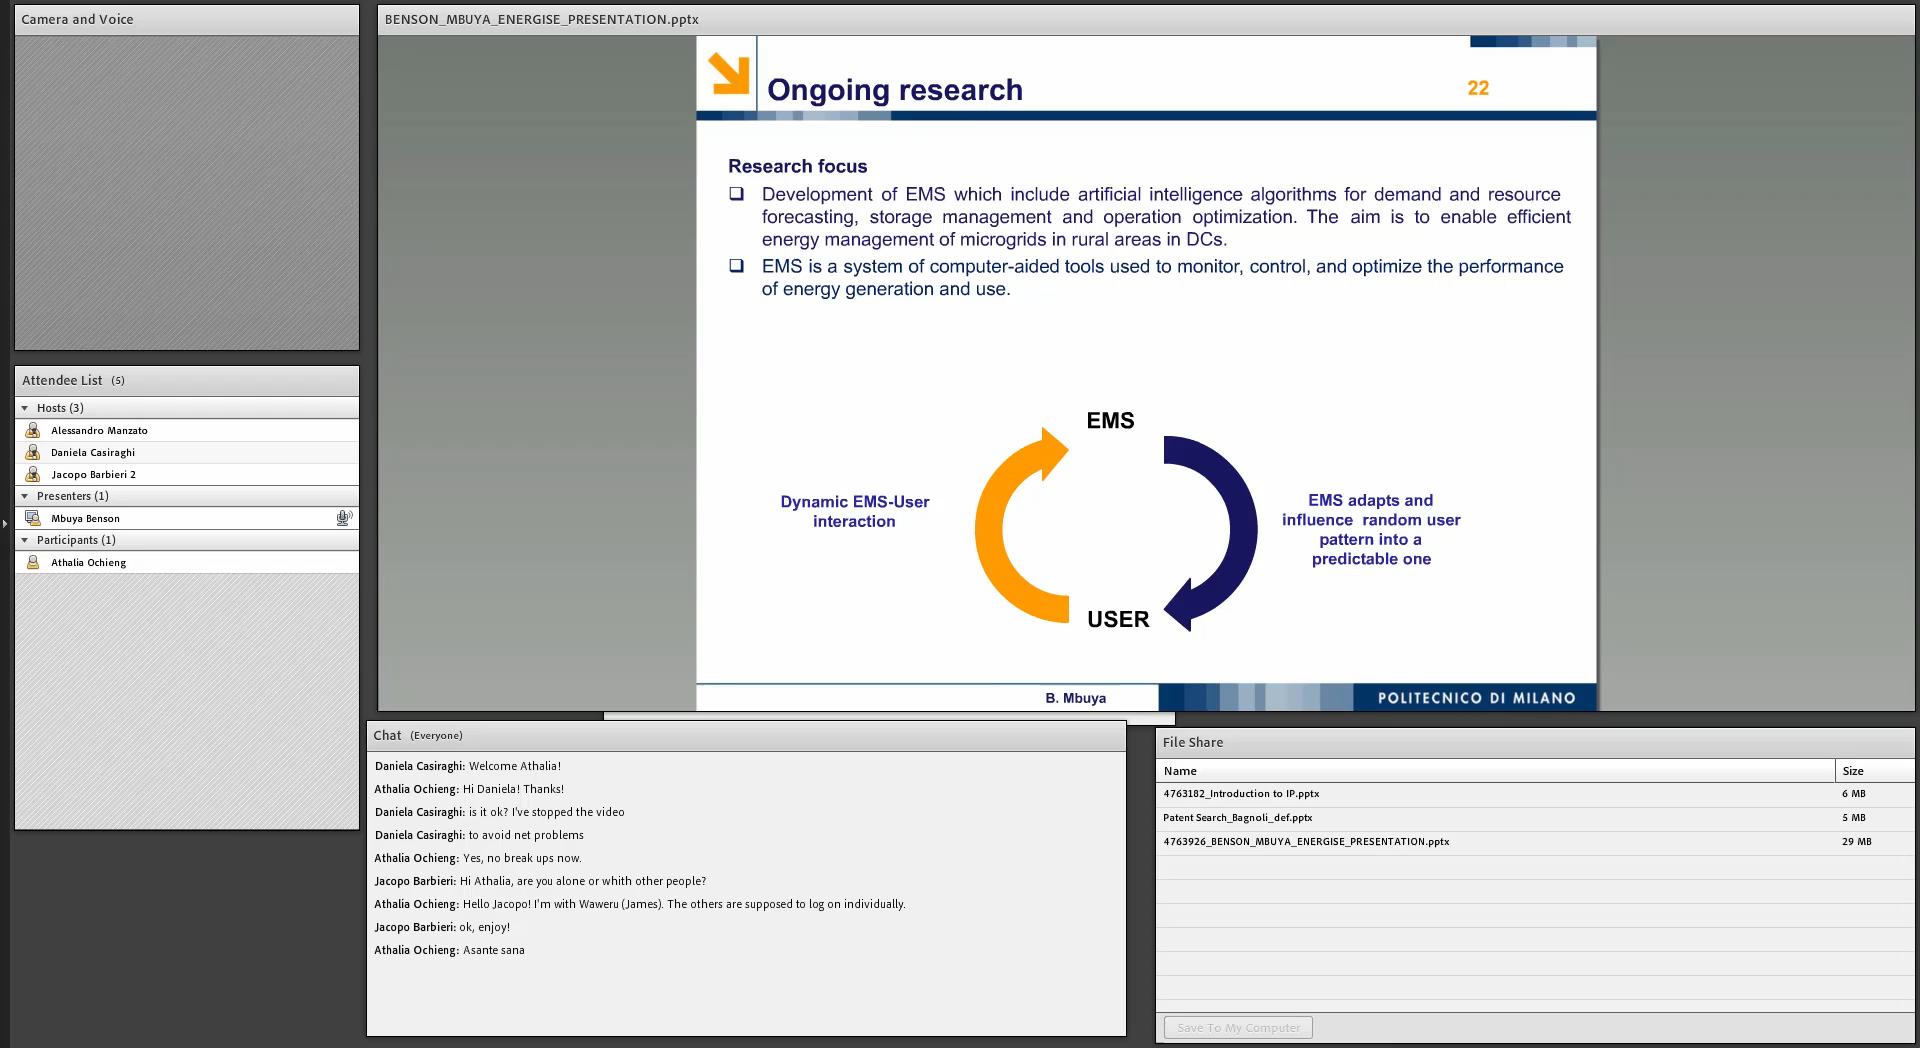 Camera and Voice
Attendee List (5)
Hosts (3)
Alessandro Manzato
Daniela Casiraghi
Jacopo Barbieri 2
Presenters (1)
Mbuya Benson
Participants (1)
Athalia Ochieng
BENSON_MBUYA_ENERGISE_PRESENTATION.pptx
Ongoing research
22
Research focus
Development of EMS which include artificial intelligence algorithms for demand and resource
forecasting, storage management and operation optimization. The aim is to enable efficient
energy management of microgrids in rural areas in DCs.
EMS is a system of computer-aided tools used to monitor, control, and optimize the performance
of energy generation and use.
EMS
Dynamic EMS-User
interaction
EMS adapts and
influence random user
pattern into a
predictable one
USER
B. Mbuya
POLITECNICO DI MILANO
Chat (Everyone)
Daniela Casiraghi: Welcome Athalia!
Athalia Ochieng: Hi Daniela! Thanks!
Daniela Casiraghi: is it ok? I've stopped the video
Daniela Casiraghi: to avoid net problems
Athalia Ochieng: Yes, no break ups now.
Jacopo Barbieri: Hi Athalia, are you alone or whith other people?
Athalia Ochieng: Hello Jacopo! I'm with Waweru (James). The others are supposed to log on individually.
Jacopo Barbieri: ok, enjoy!
Athalia Ochieng: Asante sana
File Share
Name Size
4763182_Introduction to IP.pptx 6 MB
Patent Search_Bagnoli_def.pptx 5 MB
4763926_BENSON_MBUYA_ENERGISE_PRESENTATION.pptx 29 MB
Save To My Computer